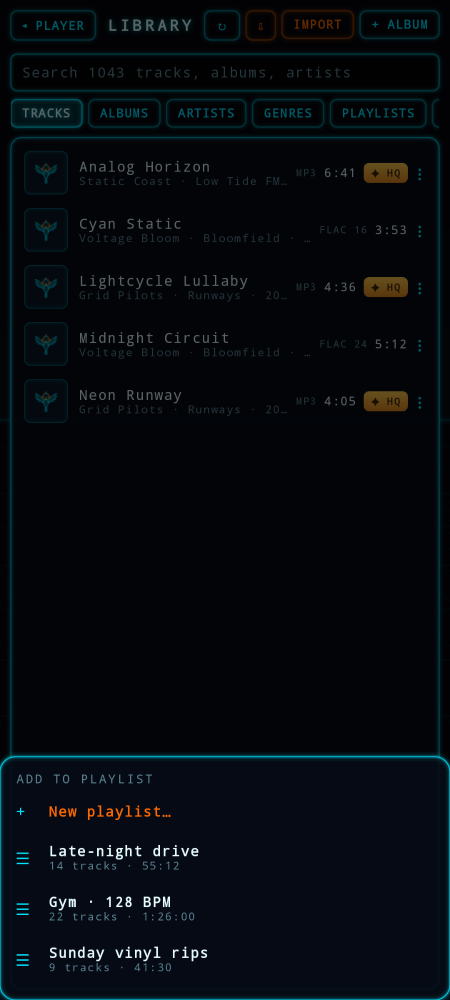 ◂ PLAYER LIBRARY ↻ ⇩ IMPORT + ALBUM
Search 1043 tracks, albums, artists
TRACKS ALBUMS ARTISTS GENRES PLAYLISTS
Analog Horizon MP3 6:41 ✦ HQ ⋮
Static Coast · Low Tide FM…
Cyan Static FLAC 16 3:53 ⋮
Voltage Bloom · Bloomfield · …
Lightcycle Lullaby MP3 4:36 ✦ HQ ⋮
Grid Pilots · Runways · 20…
Midnight Circuit FLAC 24 5:12 ⋮
Voltage Bloom · Bloomfield · …
Neon Runway MP3 4:05 ✦ HQ ⋮
Grid Pilots · Runways · 20…
ADD TO PLAYLIST
+ New playlist…
☰ Late-night drive
14 tracks · 55:12
☰ Gym · 128 BPM
22 tracks · 1:26:00
☰ Sunday vinyl rips
9 tracks · 41:30